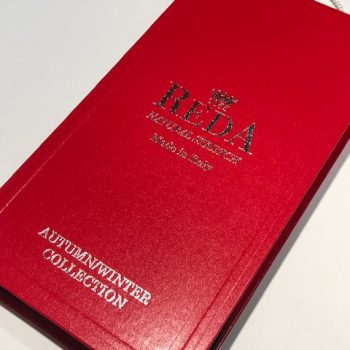 REDA
NATURAL STRETCH
Made in Italy
AUTUMN/WINTER
COLLECTION